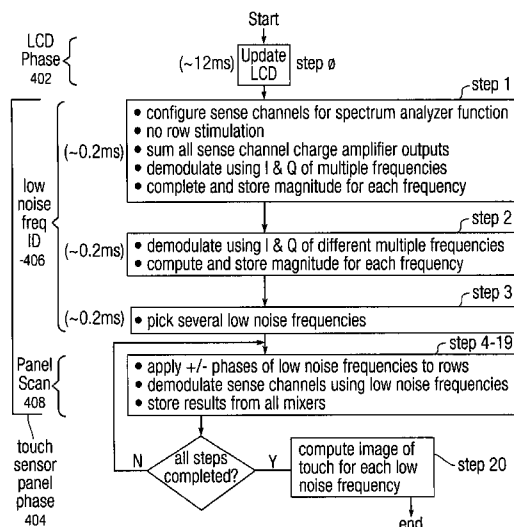 Start
LCD
Phase
402
(~12ms)
Update
LCD
step ø
step 1
• configure sense channels for spectrum analyzer function
• no row stimulation
• sum all sense channel charge amplifier outputs
• demodulate using I & Q of multiple frequencies
• complete and store magnitude for each frequency
(~0.2ms)
low
noise
freq
ID
-406
step 2
(~0.2ms)
• demodulate using I & Q of different multiple frequencies
• compute and store magnitude for each frequency
step 3
(~0.2ms)
• pick several low noise frequencies
step 4-19
Panel
Scan
408
• apply +/- phases of low noise frequencies to rows
• demodulate sense channels using low noise frequencies
• store results from all mixers
touch
sensor
panel
phase
404
N
all steps
completed?
Y
compute image of
touch for each low
noise frequency
step 20
end